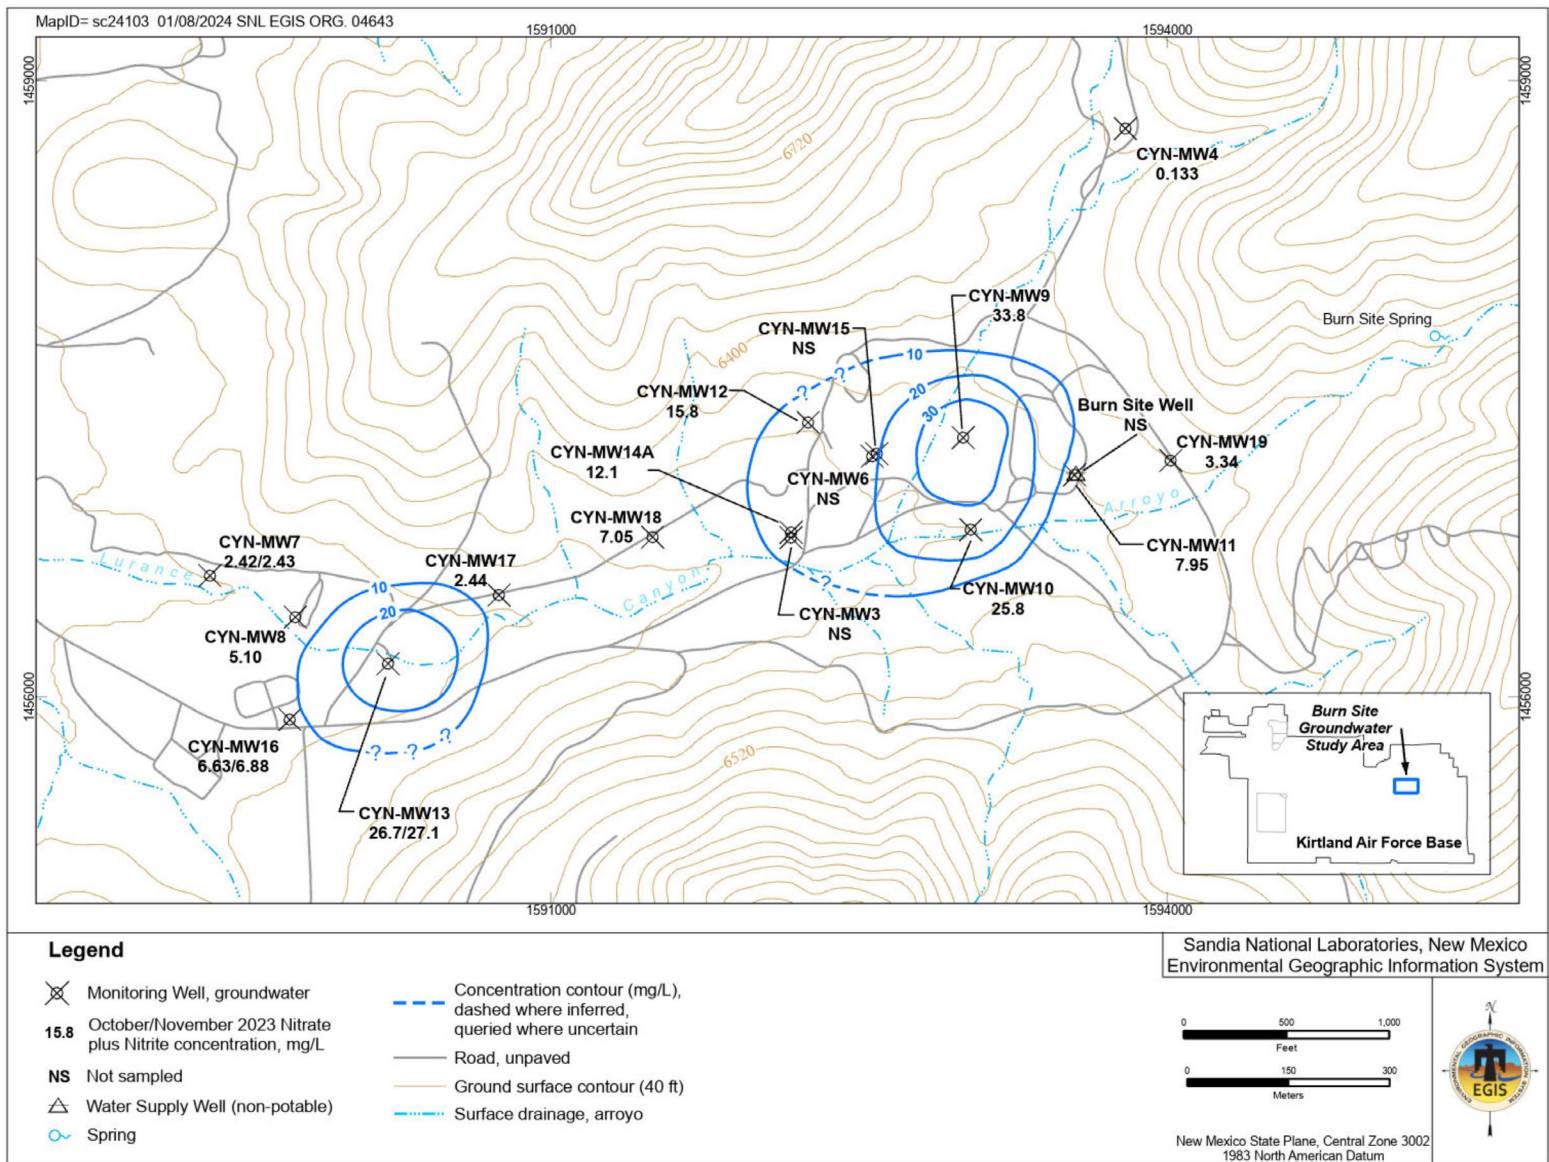 MapID= sc24103 01/08/2024 SNL EGIS ORG. 04643
1591000
1594000
1459000
1459000
6720
CYN-MW4
0.133
CYN-MW9
33.8
Burn Site Spring
CYN-MW15
NS
10
6400
?
?
CYN-MW12
15.8
20
30
Burn Site Well
NS
CYN-MW14A
12.1
CYN-MW19
3.34
CYN-MW6
NS
Arroyo
CYN-MW18
7.05
CYN-MW7
2.42/2.43
CYN-MW11
7.95
Lurance
CYN-MW17
2.44
Canyon
10
?
CYN-MW10
25.8
20
CYN-MW3
NS
CYN-MW8
5.10
1456000
1456000
CYN-MW16
6.63/6.88
?
?
?
6520
Burn Site
Groundwater
Study Area
CYN-MW13
26.7/27.1
Kirtland Air Force Base
1591000
1594000
Legend
Monitoring Well, groundwater
15.8 October/November 2023 Nitrate
plus Nitrite concentration, mg/L
NS Not sampled
Water Supply Well (non-potable)
Spring
Concentration contour (mg/L),
dashed where inferred,
queried where uncertain
Road, unpaved
Ground surface contour (40 ft)
Surface drainage, arroyo
Sandia National Laboratories, New Mexico
Environmental Geographic Information System
0 500 1,000
Feet
0 150 300
Meters
New Mexico State Plane, Central Zone 3002
1983 North American Datum
N
ENVIRONMENTAL GEOGRAPHIC INFORMATION SYSTEM
EGIS